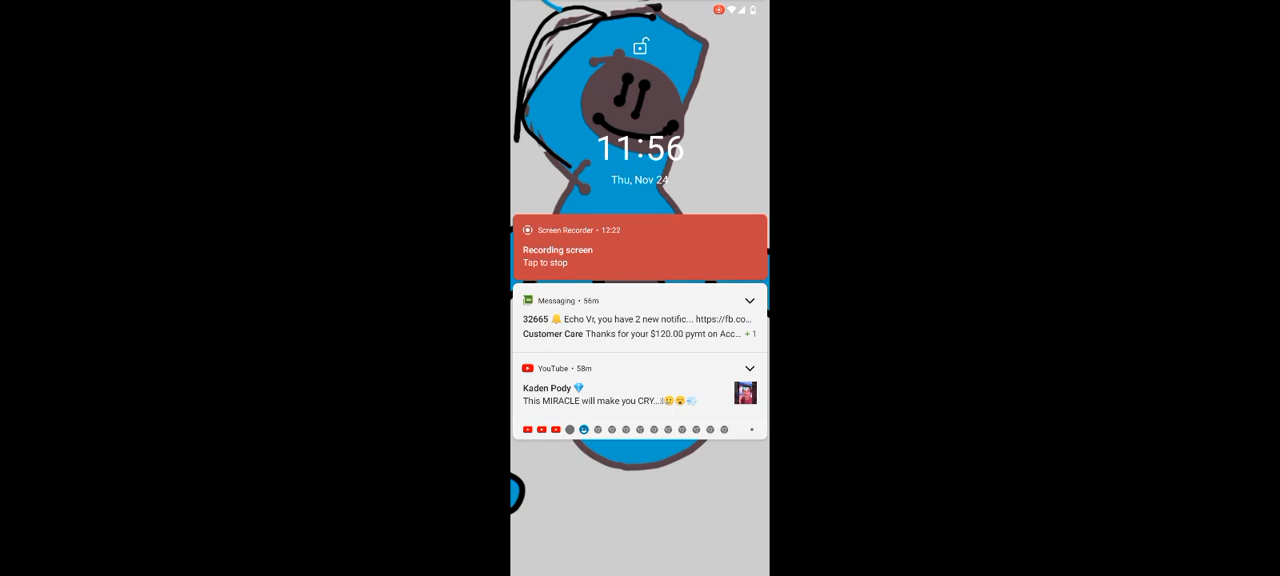 11:56
Thu, Nov 24
Screen Recorder • 12:22
Recording screen
Tap to stop
Messaging • 56m
32665 🔔 Echo Vr, you have 2 new notific... https://fb.co...
Customer Care Thanks for your $120.00 pymt on Acc... + 1
YouTube • 58m
Kaden Pody 💎
This MIRACLE will make you CRY...🥲😮💨